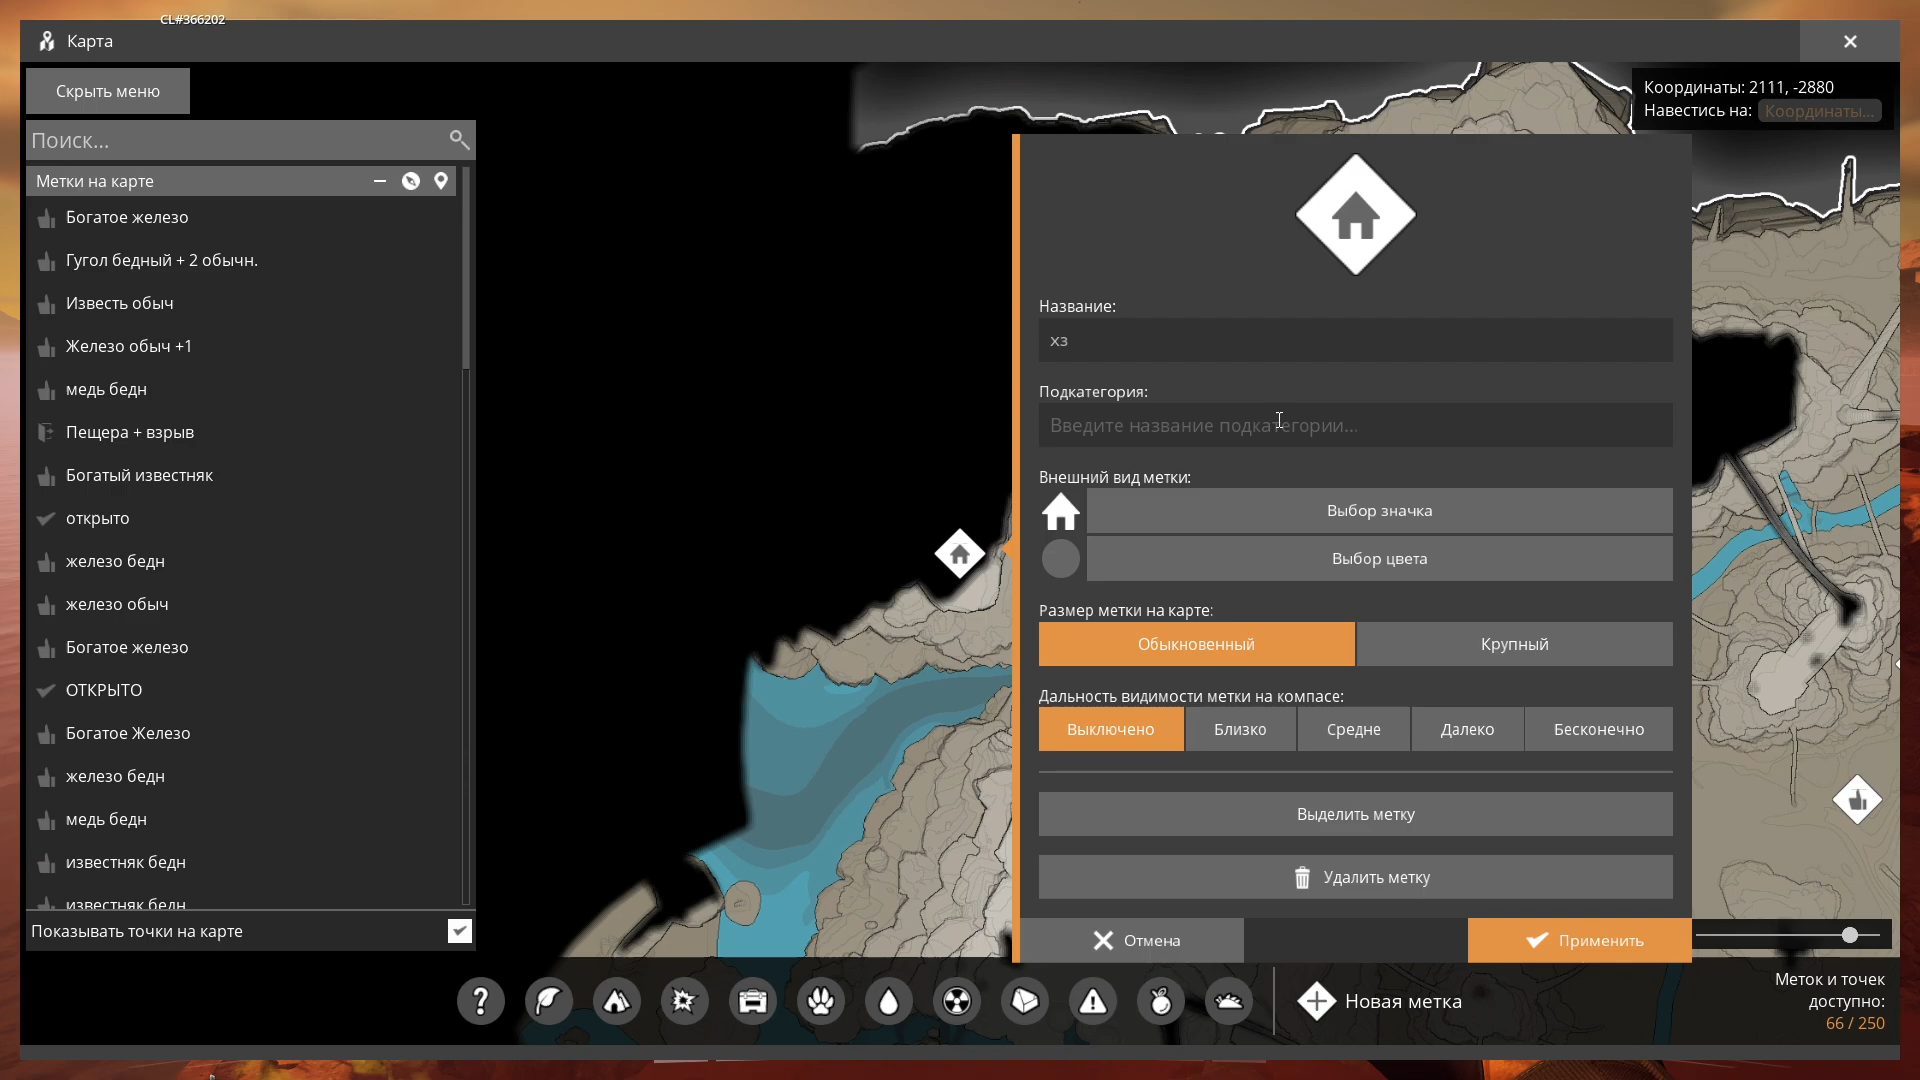 CL#366202
Карта
Скрыть меню
Координаты: 2111, -2880
Навестись на: Координаты...
Поиск...
Метки на карте
Богатое железо
Гугол бедный + 2 обычн.
Известь обыч
Железо обыч +1
медь бедн
Пещера + взрыв
Богатый известняк
открыто
железо бедн
железо обыч
Богатое железо
ОТКРЫТО
Богатое Железо
железо бедн
медь бедн
известняк бедн
известняк бедн
Показывать точки на карте
Название:
хз
Подкатегория:
Введите название подкатегории...
Внешний вид метки:
Выбор значка
Выбор цвета
Размер метки на карте:
Обыкновенный
Крупный
Дальность видимости метки на компасе:
Выключено
Близко
Средне
Далеко
Бесконечно
Выделить метку
Удалить метку
Отмена
Применить
Новая метка
Меток и точек
доступно:
66 / 250